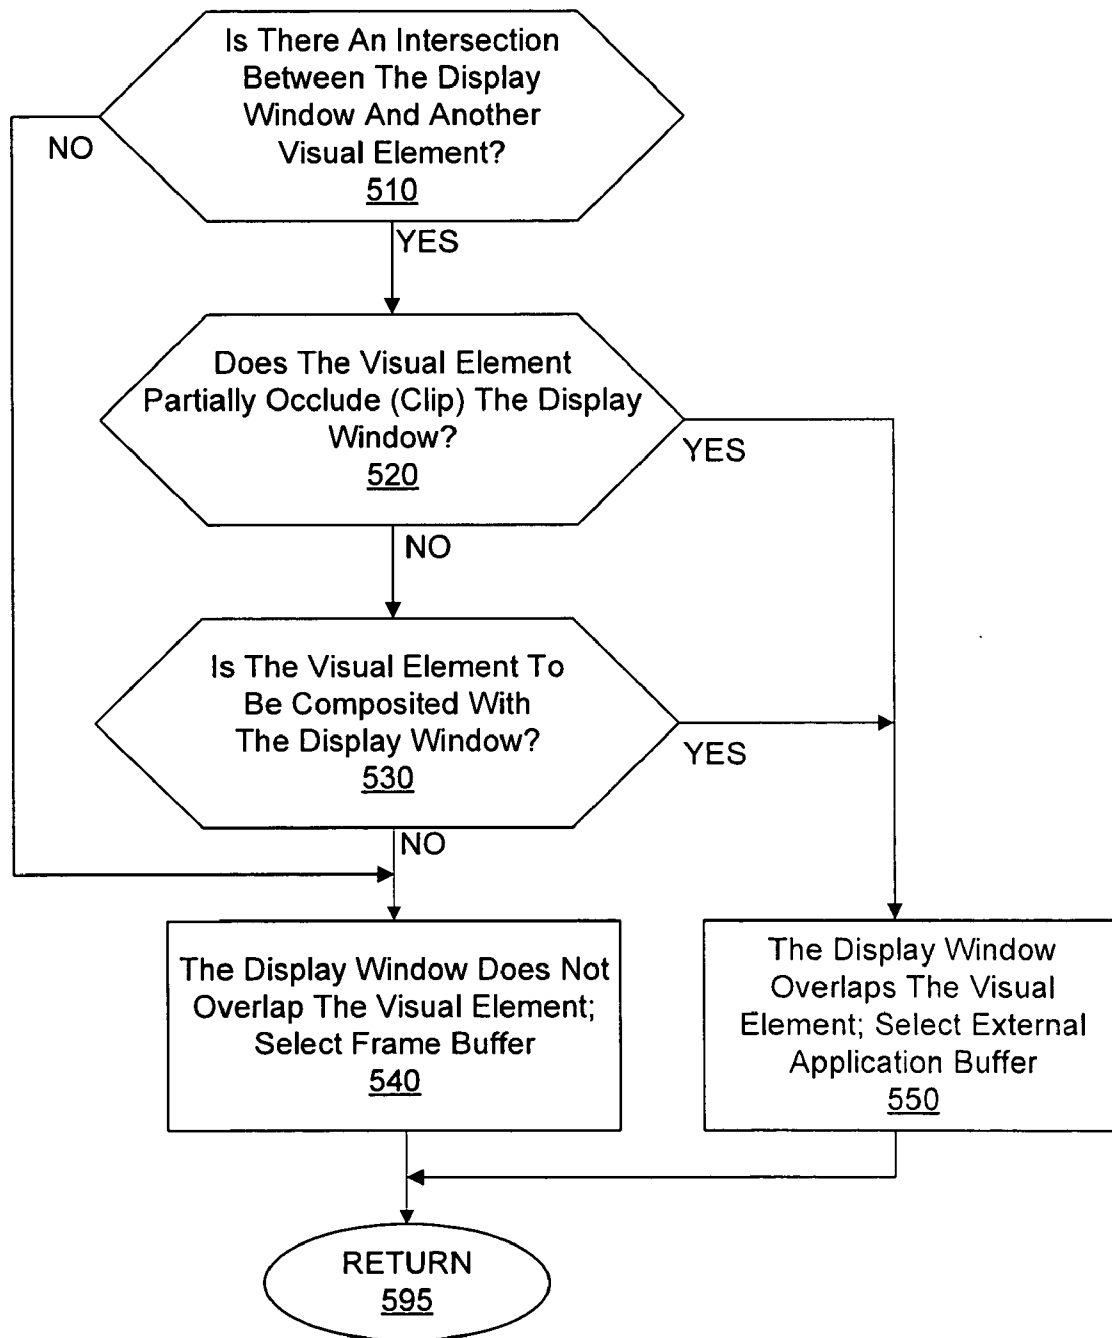 Is There An Intersection
Between The Display
Window And Another
Visual Element?
510
NO
YES
Does The Visual Element
Partially Occlude (Clip) The Display
Window?
520
YES
NO
Is The Visual Element To
Be Composited With
The Display Window?
530
YES
NO
The Display Window Does Not
Overlap The Visual Element;
Select Frame Buffer
540
The Display Window
Overlaps The Visual
Element; Select External
Application Buffer
550
RETURN
595